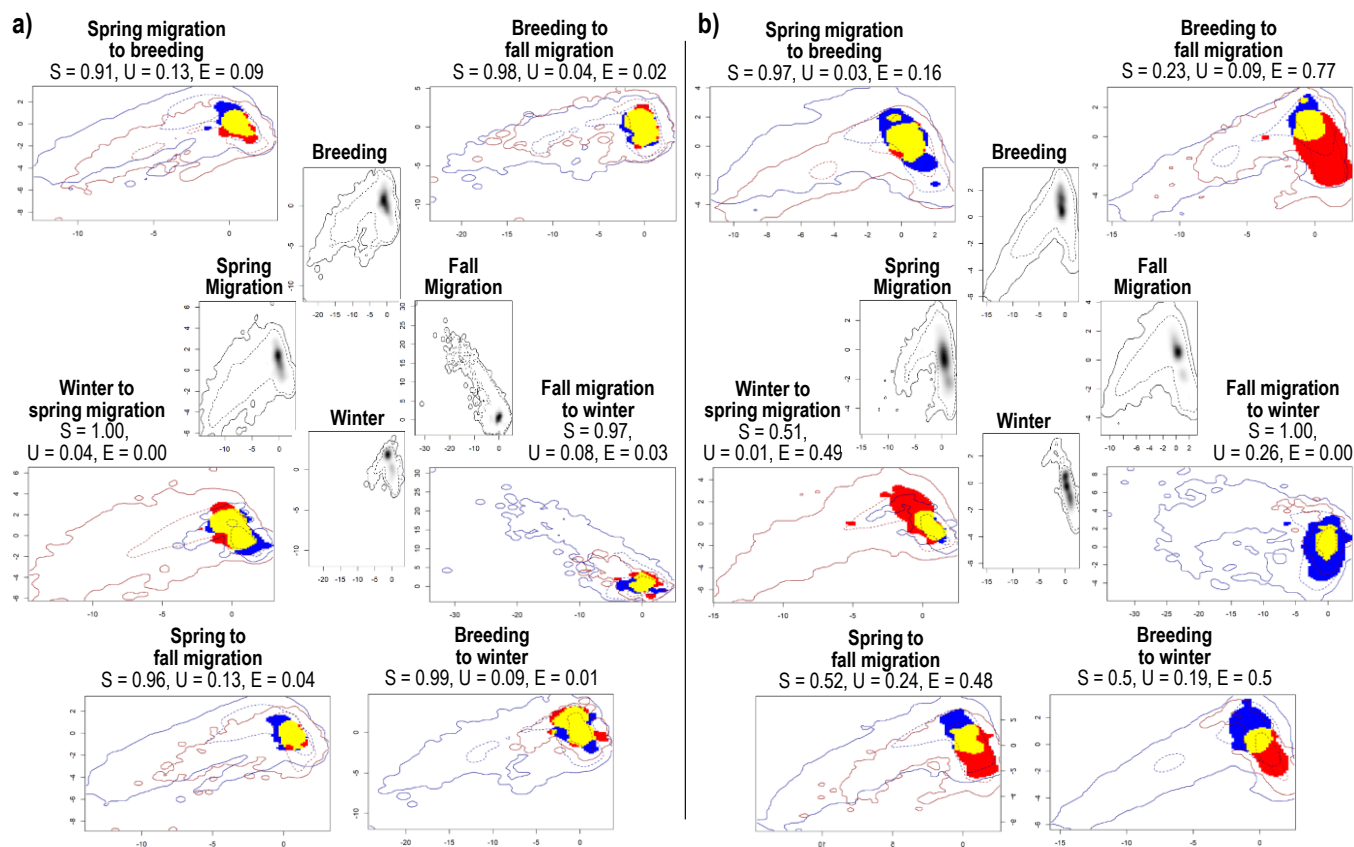 a)
Spring migration
to breeding
S = 0.91, U = 0.13, E = 0.09
Breeding to
fall migration
S = 0.98, U = 0.04, E = 0.02
Breeding
Spring
Migration
Fall
Migration
Winter to
spring migration
S = 1.00,
U = 0.04, E = 0.00
Winter
Fall migration
to winter
S = 0.97,
U = 0.08, E = 0.03
Spring to
fall migration
S = 0.96, U = 0.13, E = 0.04
Breeding
to winter
S = 0.99, U = 0.09, E = 0.01
b)
Spring migration
to breeding
S = 0.97, U = 0.03, E = 0.16
Breeding to
fall migration
S = 0.23, U = 0.09, E = 0.77
Breeding
Spring
Migration
Fall
Migration
Winter to
spring migration
S = 0.51,
U = 0.01, E = 0.49
Winter
Fall migration
to winter
S = 1.00,
U = 0.26, E = 0.00
Spring to
fall migration
S = 0.52, U = 0.24, E = 0.48
Breeding
to winter
S = 0.5, U = 0.19, E = 0.5